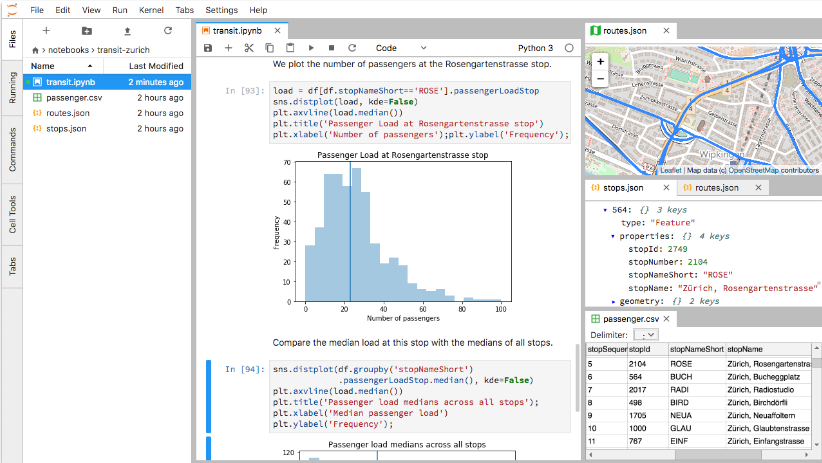 File Edit View Run Kernel Tabs Settings Help
Files
Running
Commands
Cell Tools
Tabs
notebooks > transit-zurich
Name Last Modified
transit.ipynb 2 minutes ago
passenger.csv 2 hours ago
routes.json 2 hours ago
stops.json 2 hours ago
transit.ipynb ×
Code Python 3
We plot the number of passengers at the Rosengartenstrasse stop.
In [93]: load = df[df.stopNameShort=='ROSE'].passengerLoadStop
sns.distplot(load, kde=False)
plt.axvline(load.median())
plt.title('Passenger Load at Rosengartenstrasse stop')
plt.xlabel('Number of passengers');plt.ylabel('Frequency');
Passenger Load at Rosengartenstrasse stop
70
60
50
40
30
20
10
0
Frequency
0 20 40 60 80 100
Number of passengers
Compare the median load at this stop with the medians of all stops.
In [94]: sns.distplot(df.groupby('stopNameShort')
.passengerLoadStop.median(), kde=False)
plt.axvline(load.median())
plt.title('Passenger load medians across all stops');
plt.xlabel('Median passenger load')
plt.ylabel('Frequency');
Passenger load medians across all stops
120
routes.json ×
+
−
Wipkingen
Leaflet | Map data (c) OpenStreetMap contributors
stops.json × routes.json ×
564: {} 3 keys
type: "Feature"
properties: {} 4 keys
stopId: 2749
stopNumber: 2104
stopNameShort: "ROSE"
stopName: "Zürich, Rosengartenstraße"
geometry: {} 2 keys
passenger.csv ×
Delimiter: ;
stopSequen stopId stopNameShort stopName
5 2104 ROSE Zürich, Rosengartenstra
6 564 BUCH Zürich, Bucheggplatz
7 2017 RADI Zürich, Radiostudio
8 498 BIRD Zürich, Birchdörfli
9 1705 NEUA Zürich, Neuaffoltern
10 1000 GLAU Zürich, Glaubtenstrasse
11 767 EINF Zürich, Einfangstrasse